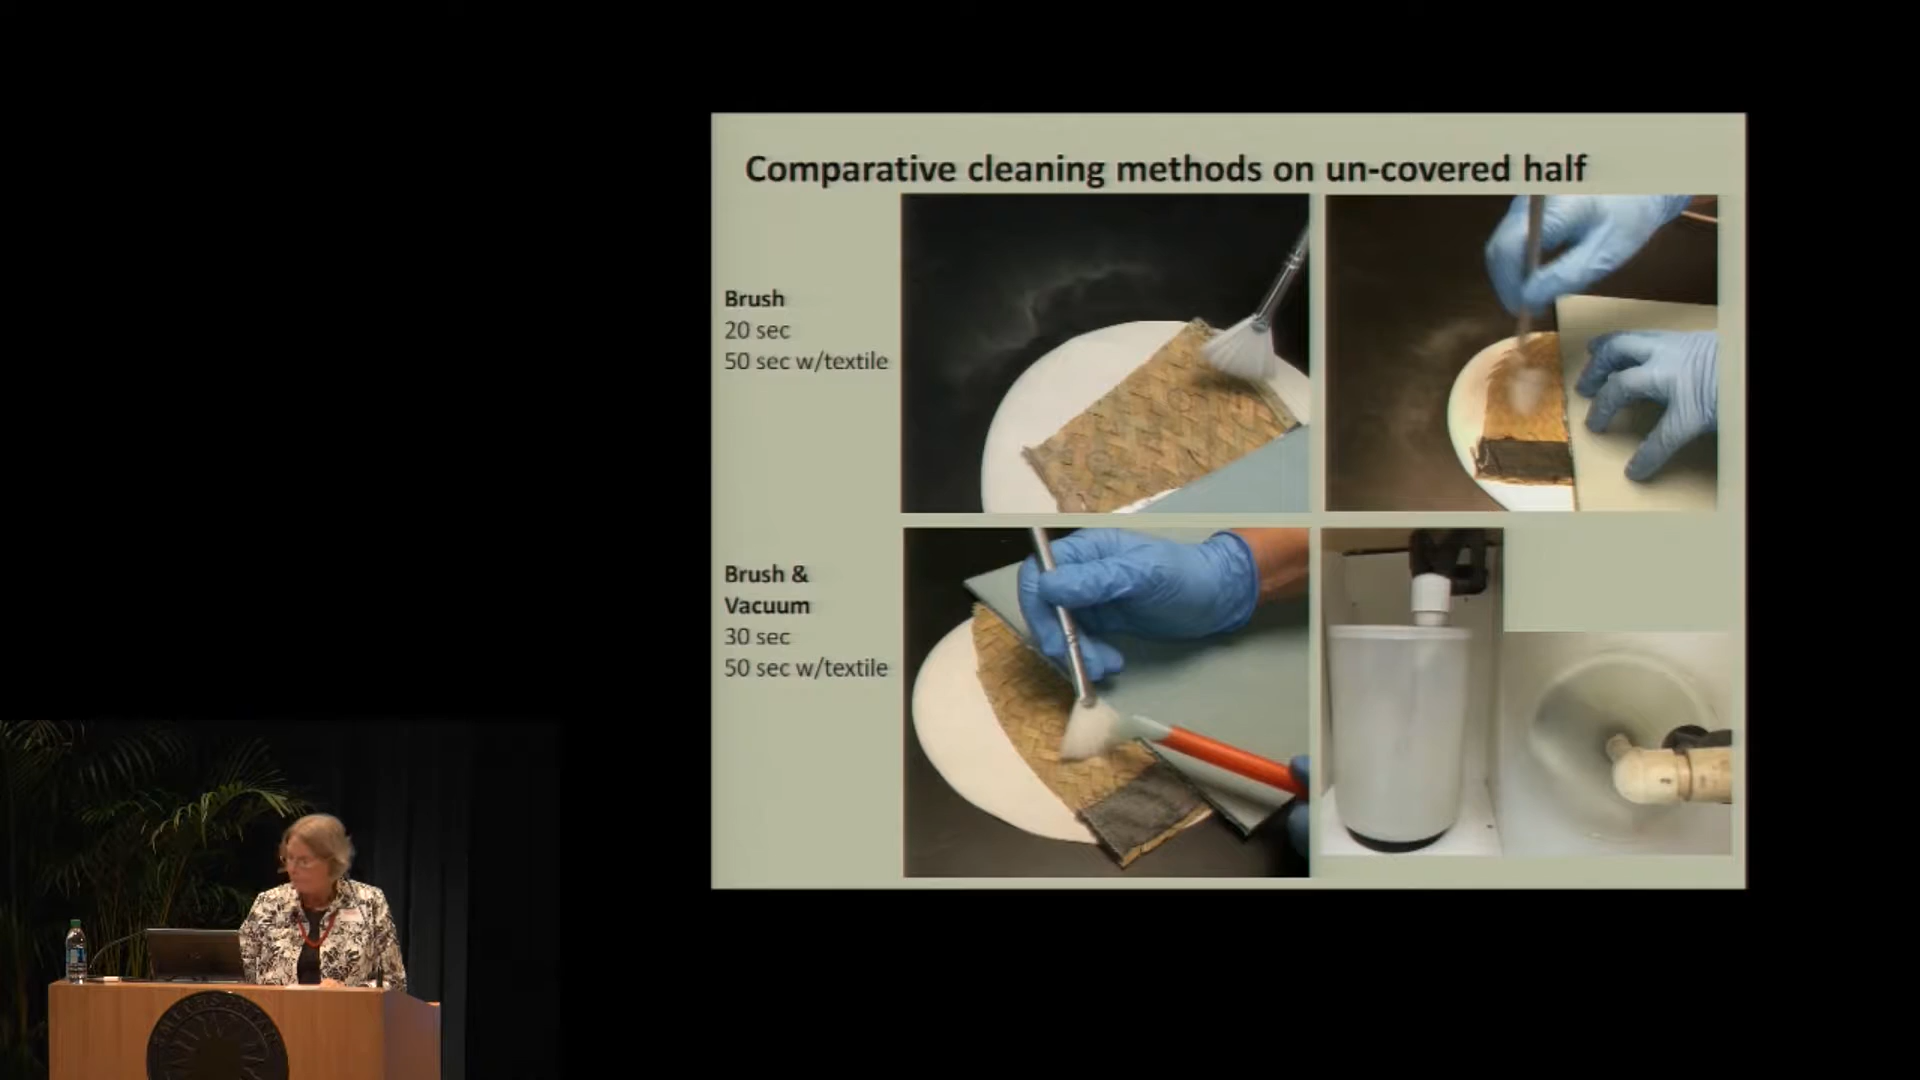 Comparative cleaning methods on un-covered half
Brush
20 sec
50 sec w/textile
Brush &
Vacuum
30 sec
50 sec w/textile